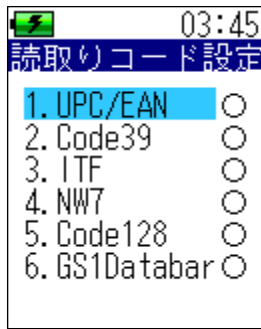 03:45
読取りコード設定
1.UPC/EAN ○
2.Code39 ○
3.ITF ○
4.NW7 ○
5.Code128 ○
6.GS1Databar○